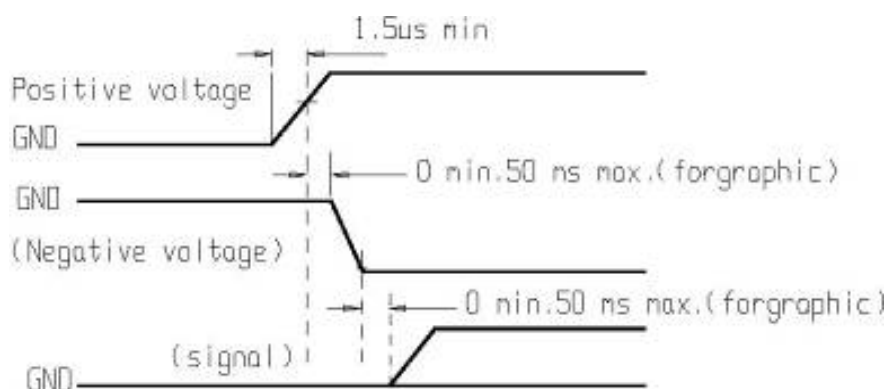 1.5us min
Positive voltage
GND
0 min.50 ms max.(forgraphic)
GND
(Negative voltage)
0 min.50 ms max.(forgraphic)
(signal)
GND